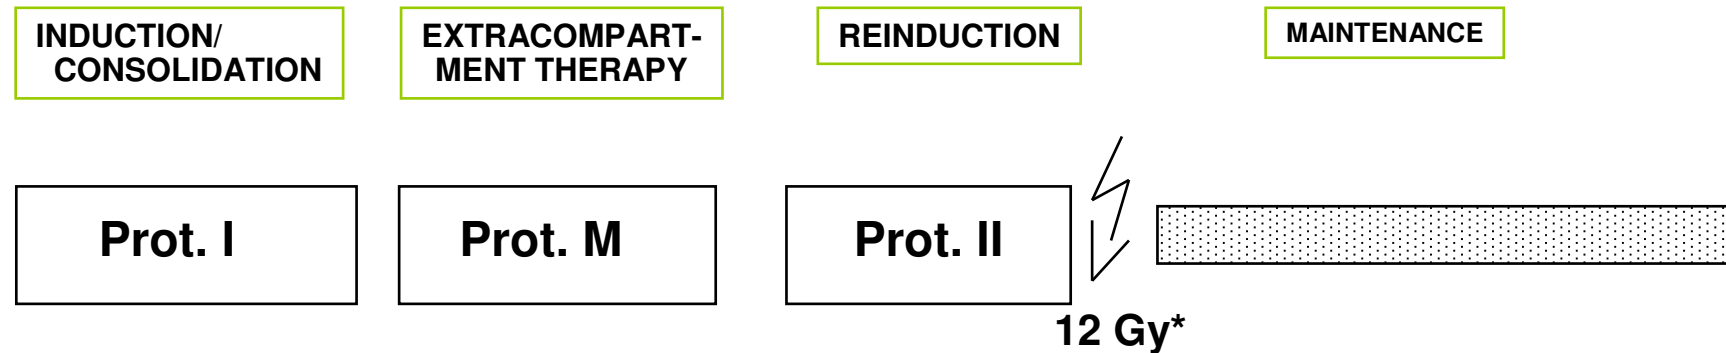 INDUCTION/
CONSOLIDATION
EXTRACOMPART-
MENT THERAPY
REINDUCTION
MAINTENANCE
Prot. I
Prot. M
Prot. II
12 Gy*